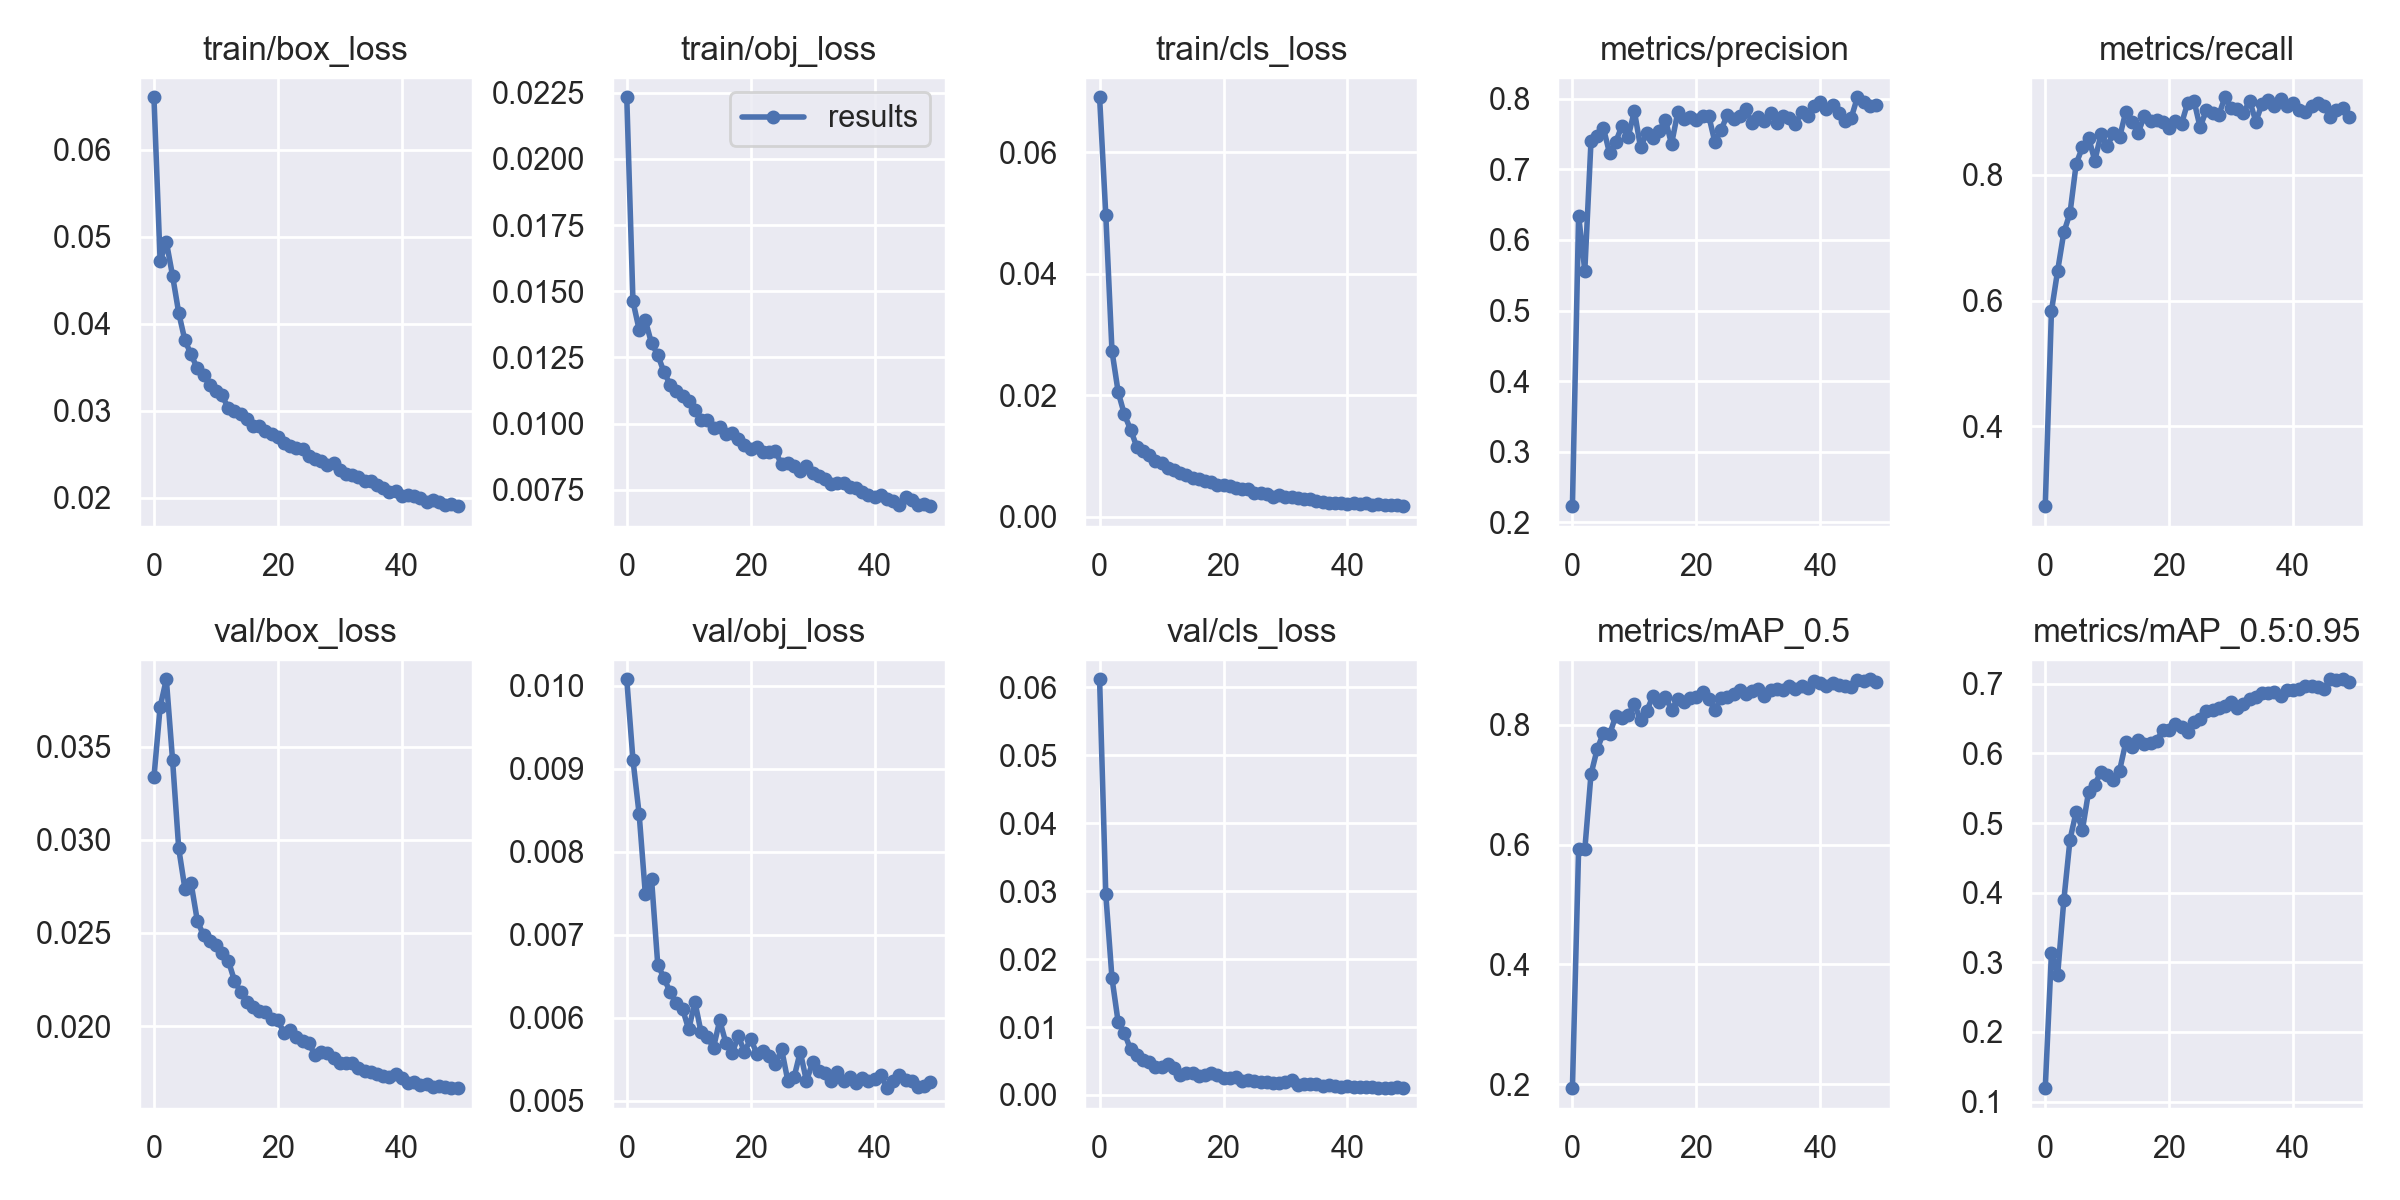 train/box_loss
0.06
0.05
0.04
0.03
0.02
0 20 40
train/obj_loss
results
0.0225
0.0200
0.0175
0.0150
0.0125
0.0100
0.0075
0 20 40
train/cls_loss
0.06
0.04
0.02
0.00
0 20 40
metrics/precision
0.8
0.7
0.6
0.5
0.4
0.3
0.2
0 20 40
metrics/recall
0.8
0.6
0.4
0 20 40
val/box_loss
0.035
0.030
0.025
0.020
0 20 40
val/obj_loss
0.010
0.009
0.008
0.007
0.006
0.005
0 20 40
val/cls_loss
0.06
0.05
0.04
0.03
0.02
0.01
0.00
0 20 40
metrics/mAP_0.5
0.8
0.6
0.4
0.2
0 20 40
metrics/mAP_0.5:0.95
0.7
0.6
0.5
0.4
0.3
0.2
0.1
0 20 40